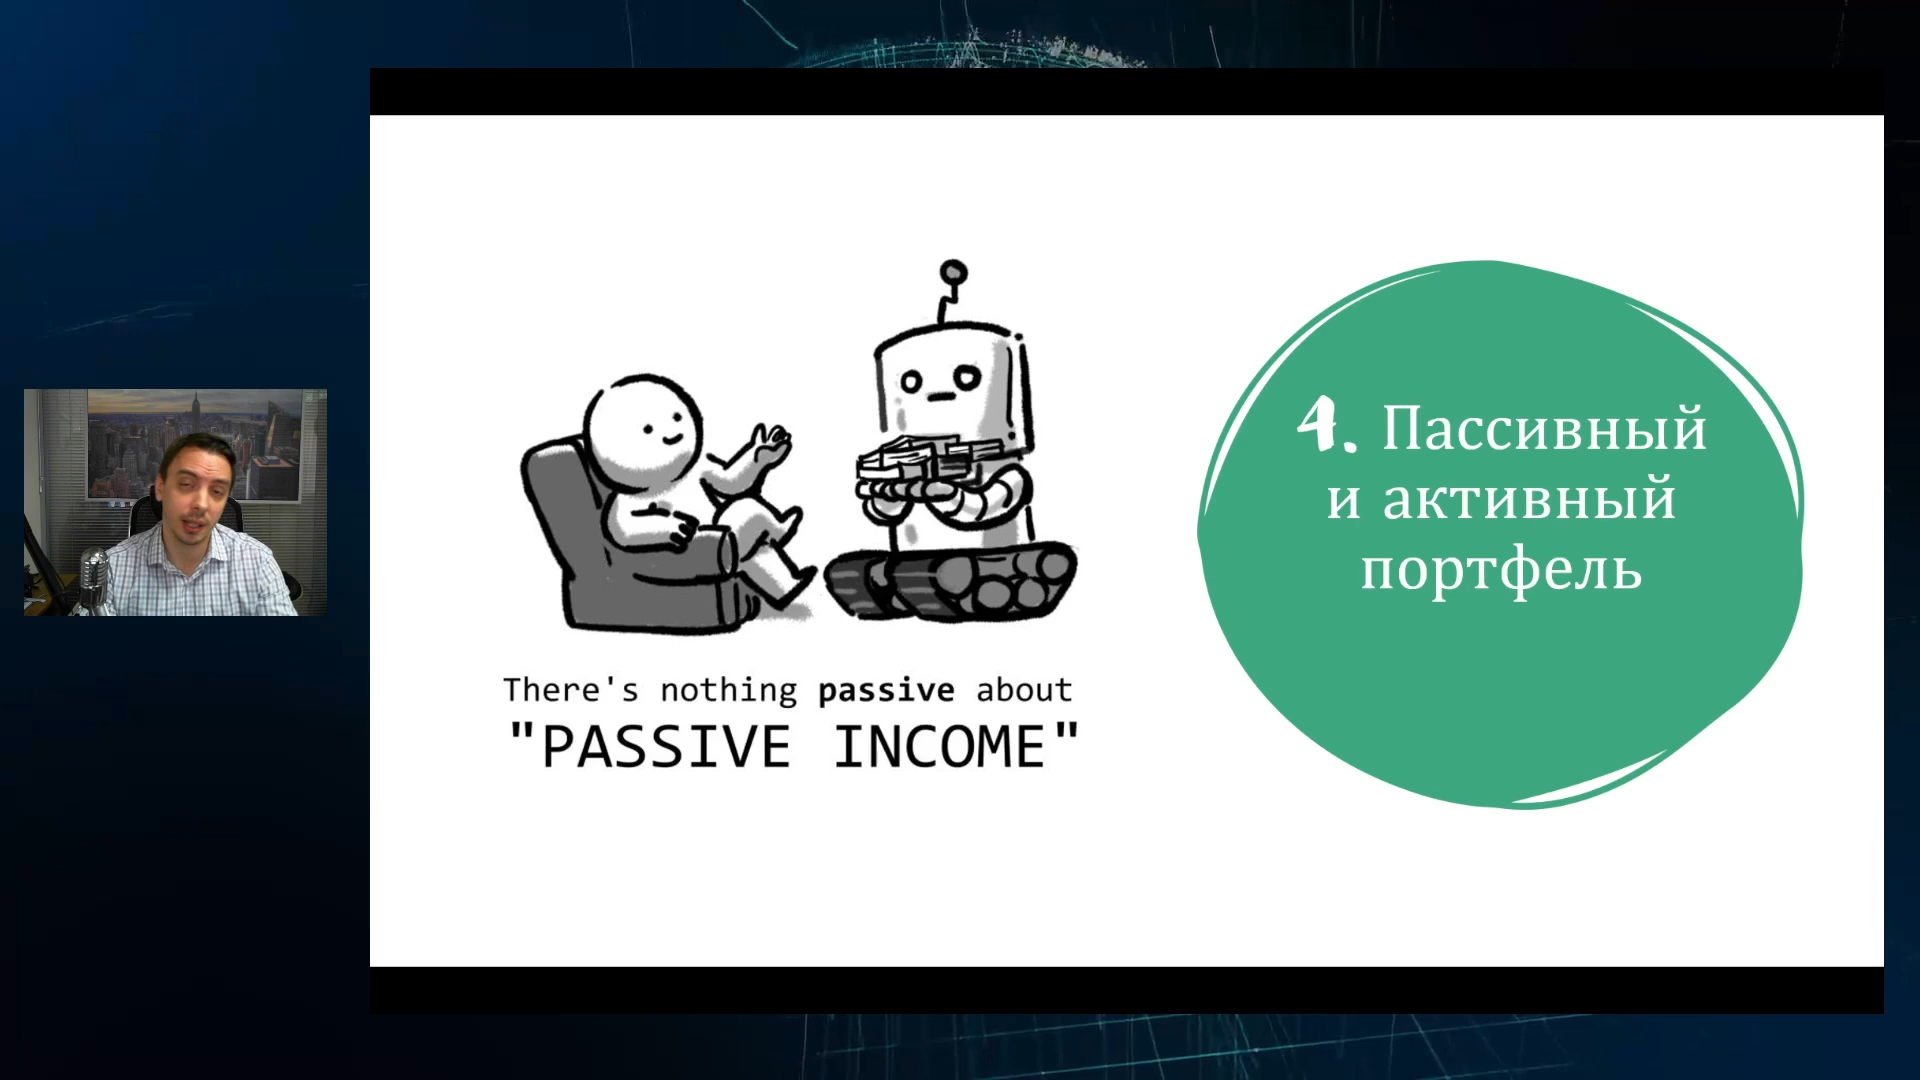 There's nothing passive about
"PASSIVE INCOME"
4. Пассивный
и активный
портфель